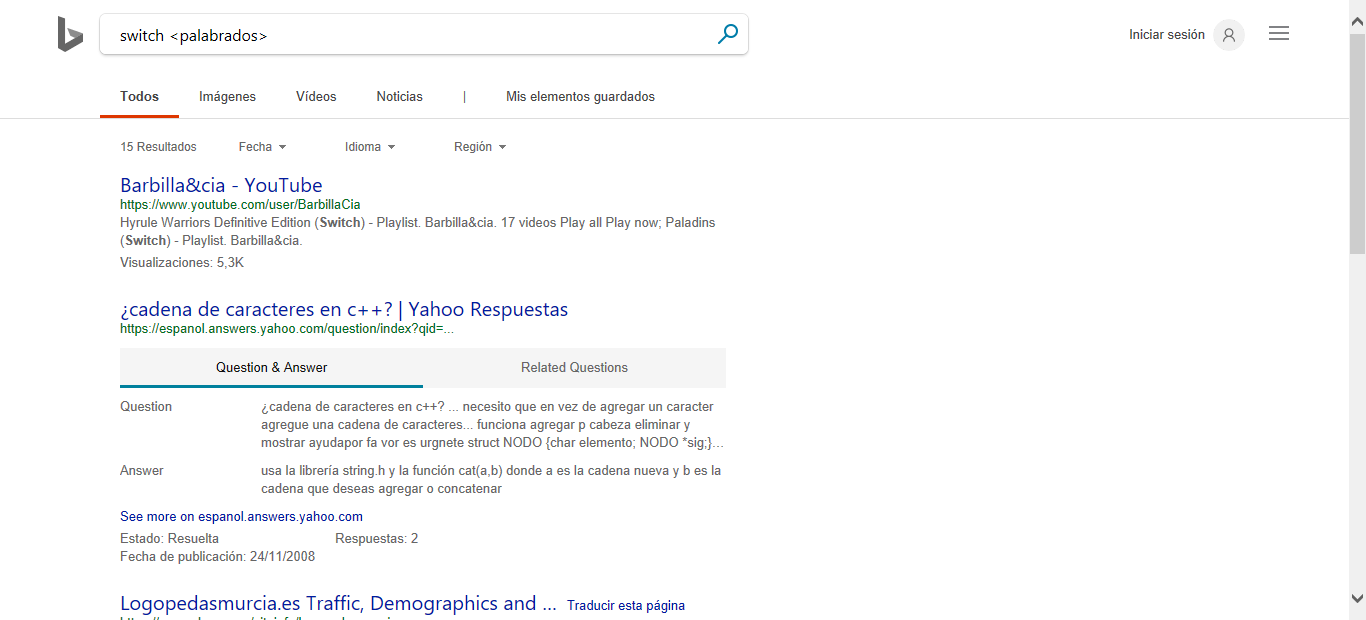 switch <palabrados>
Iniciar sesión
Todos Imágenes Vídeos Noticias | Mis elementos guardados
15 Resultados Fecha Idioma Región
Barbilla&cia - YouTube
https://www.youtube.com/user/BarbillaCia
Hyrule Warriors Definitive Edition (Switch) - Playlist. Barbilla&cia. 17 videos Play all Play now; Paladins
(Switch) - Playlist. Barbilla&cia.
Visualizaciones: 5,3K
¿cadena de caracteres en c++? | Yahoo Respuestas
https://espanol.answers.yahoo.com/question/index?qid=...
Question & Answer Related Questions
Question ¿cadena de caracteres en c++? ... necesito que en vez de agregar un caracter
agregue una cadena de caracteres... funciona agregar p cabeza eliminar y
mostrar ayudapor fa vor es urgnete struct NODO {char elemento; NODO *sig;}...
Answer usa la librería string.h y la función cat(a,b) donde a es la cadena nueva y b es la
cadena que deseas agregar o concatenar
See more on espanol.answers.yahoo.com
Estado: Resuelta Respuestas: 2
Fecha de publicación: 24/11/2008
Logopedasmurcia.es Traffic, Demographics and ... Traducir esta página